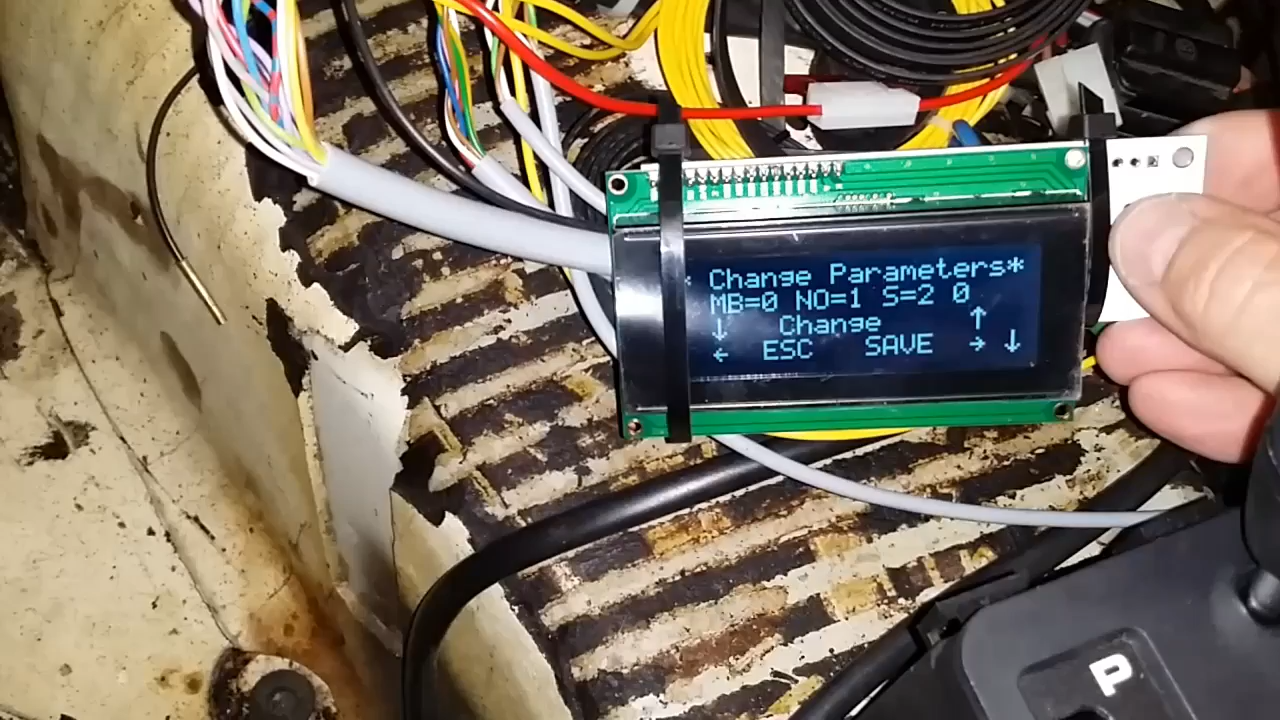 * Change Parameters*
MB=0 NO=1 S=2 0
↓ Change ↑
← ESC SAVE → ↓
P